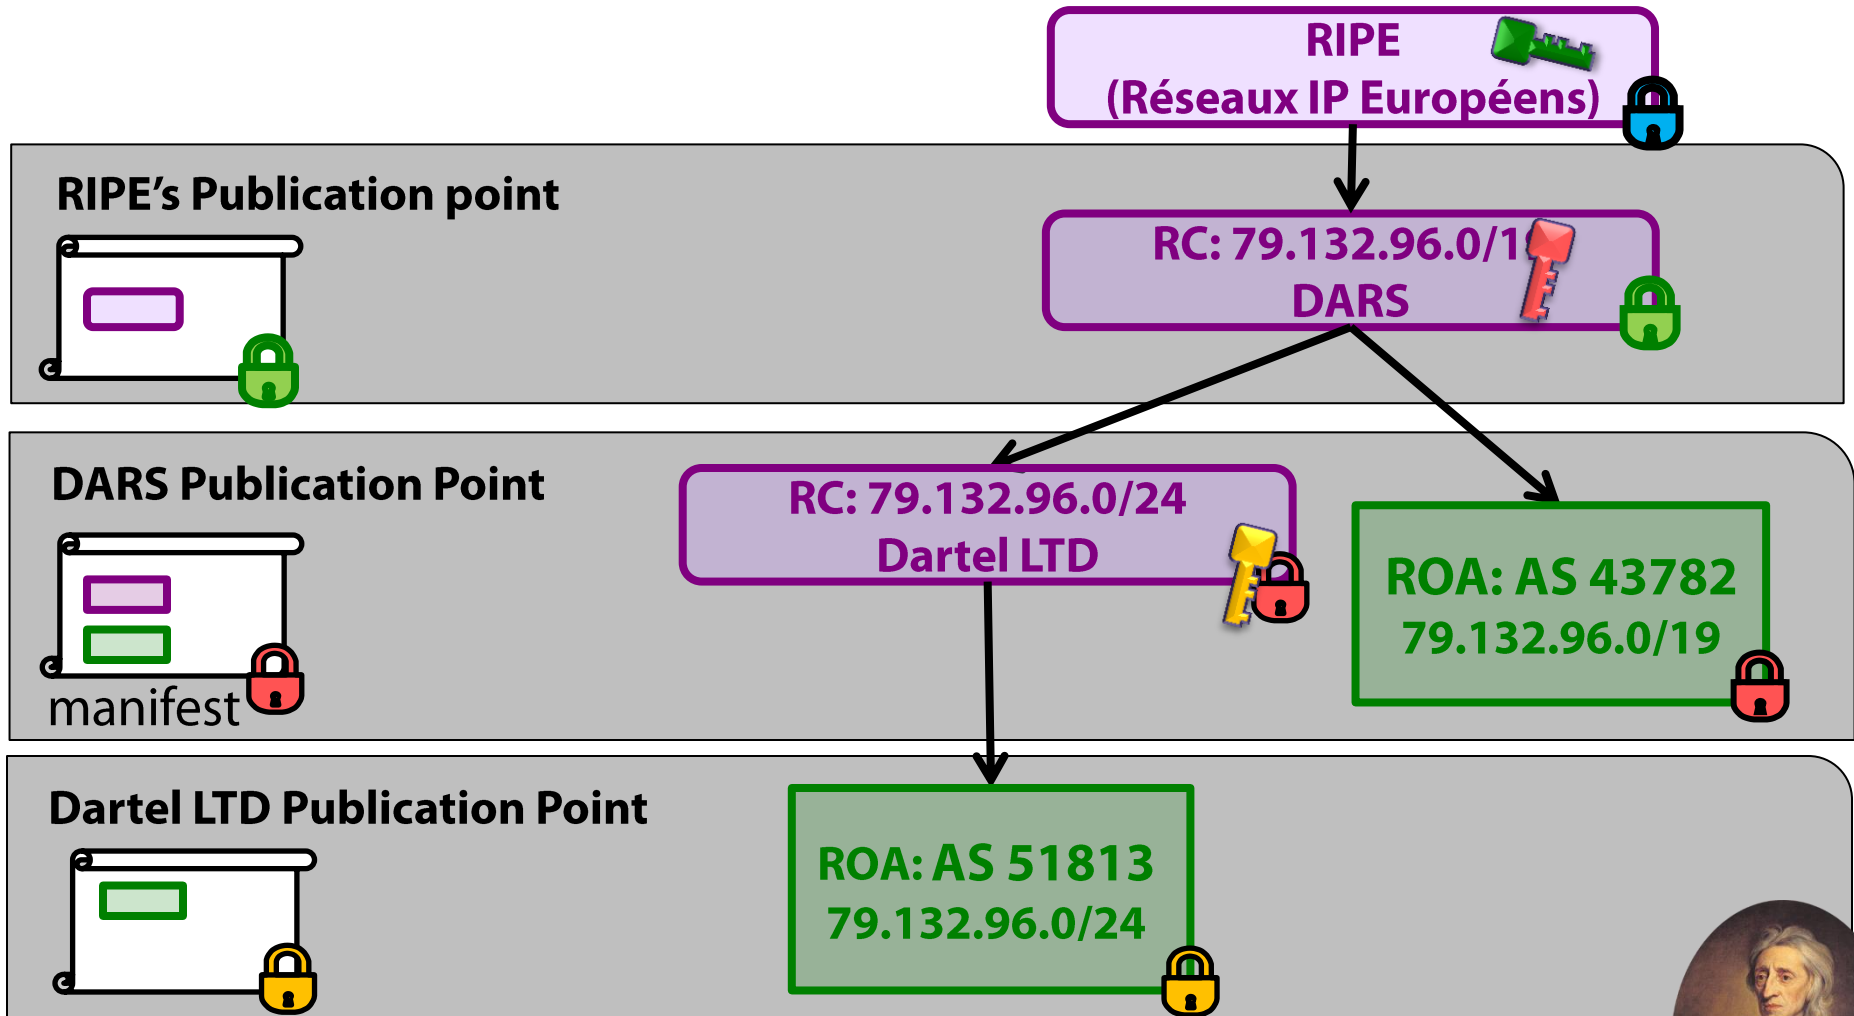 RIPE
(Réseaux IP Européens)
RIPE's Publication point
RC: 79.132.96.0/1
DARS
DARS Publication Point
RC: 79.132.96.0/24
Dartel LTD
ROA: AS 43782
79.132.96.0/19
manifest
Dartel LTD Publication Point
ROA: AS 51813
79.132.96.0/24